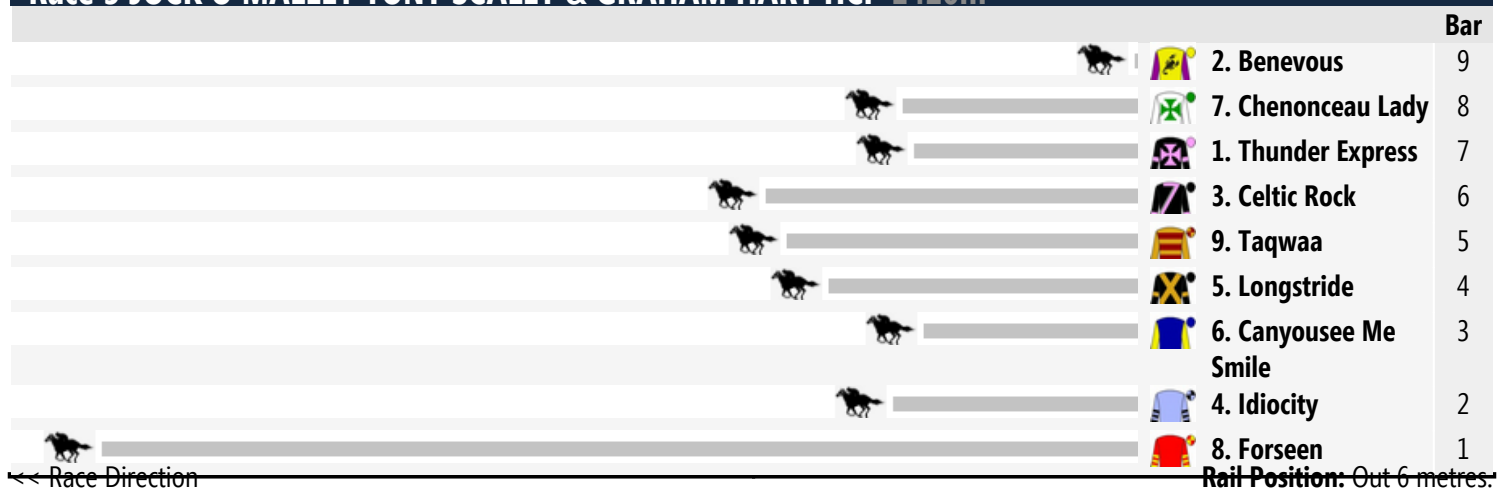 Bar
2. Benevous 9
7. Chenonceau Lady 8
1. Thunder Express 7
3. Celtic Rock 6
9. Taqwaa 5
5. Longstride 4
6. Canyousee Me 3
Smile
4. Idiocity 2
8. Forseen 1
<< Race Direction Rail Position: Out 6 metres.